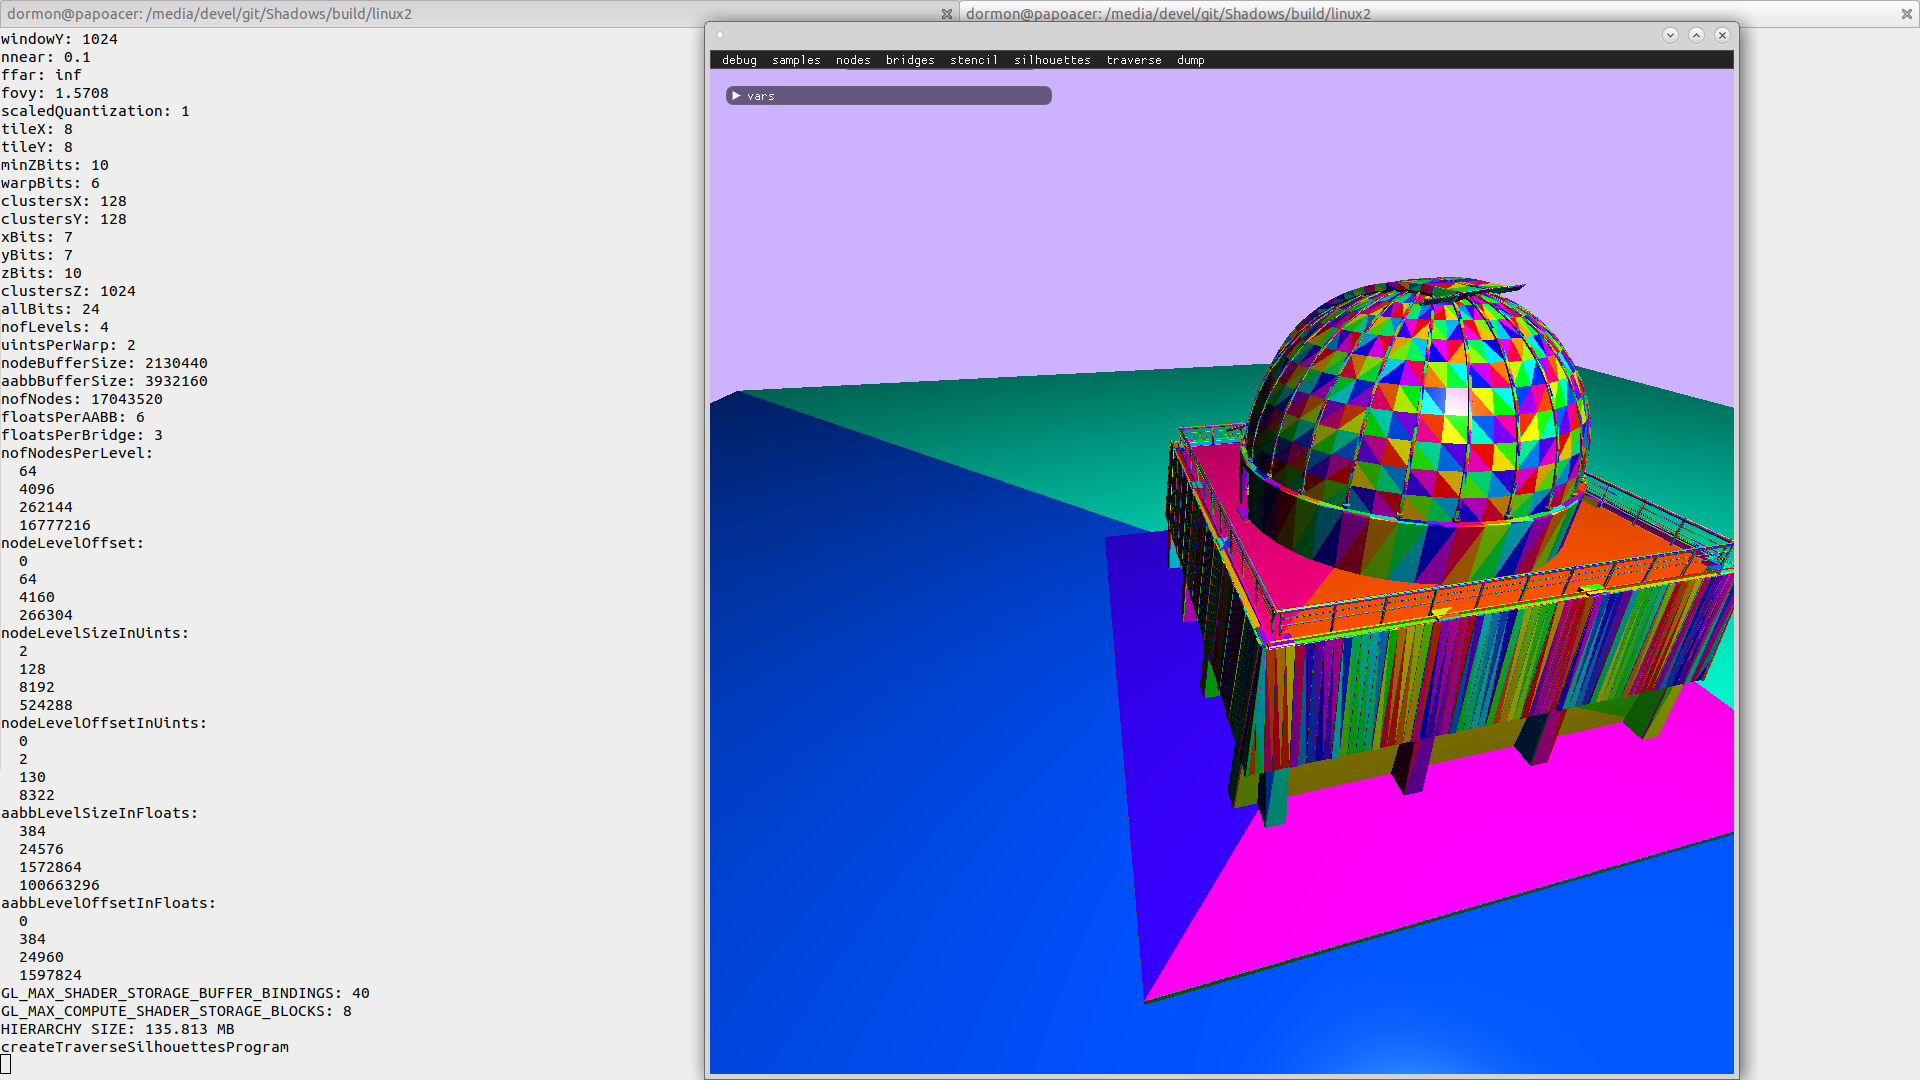 dormon@papoacer: /media/devel/git/Shadows/build/linux2
dormon@papoacer: /media/devel/git/Shadows/build/linux2
windowY: 1024
nnear: 0.1
ffar: inf
fovy: 1.5708
scaledQuantization: 1
tileX: 8
tileY: 8
minZBits: 10
warpBits: 6
clustersX: 128
clustersY: 128
xBits: 7
yBits: 7
zBits: 10
clustersZ: 1024
allBits: 24
nofLevels: 4
uintsPerWarp: 2
nodeBufferSize: 2130440
aabbBufferSize: 3932160
nofNodes: 17043520
floatsPerAABB: 6
floatsPerBridge: 3
nofNodesPerLevel:
64
4096
262144
16777216
nodeLevelOffset:
0
64
4160
266304
nodeLevelSizeInUints:
2
128
8192
524288
nodeLevelOffsetInUints:
0
2
130
8322
aabbLevelSizeInFloats:
384
24576
1572864
100663296
aabbLevelOffsetInFloats:
0
384
24960
1597824
GL_MAX_SHADER_STORAGE_BUFFER_BINDINGS: 40
GL_MAX_COMPUTE_SHADER_STORAGE_BLOCKS: 8
HIERARCHY SIZE: 135.813 MB
createTraverseSilhouettesProgram
debug samples nodes bridges stencil silhouettes traverse dump
vars